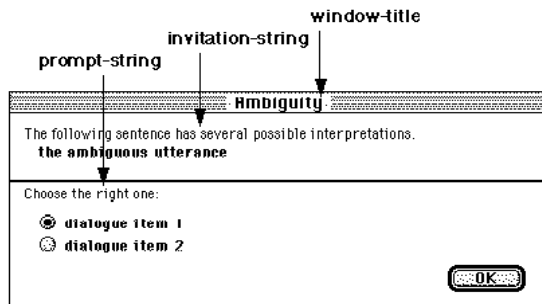 window-title
invitation-string
prompt-string
Ambiguity
The following sentence has several possible interpretations.
the ambiguous utterance
Choose the right one:
dialogue item 1
dialogue item 2
OK